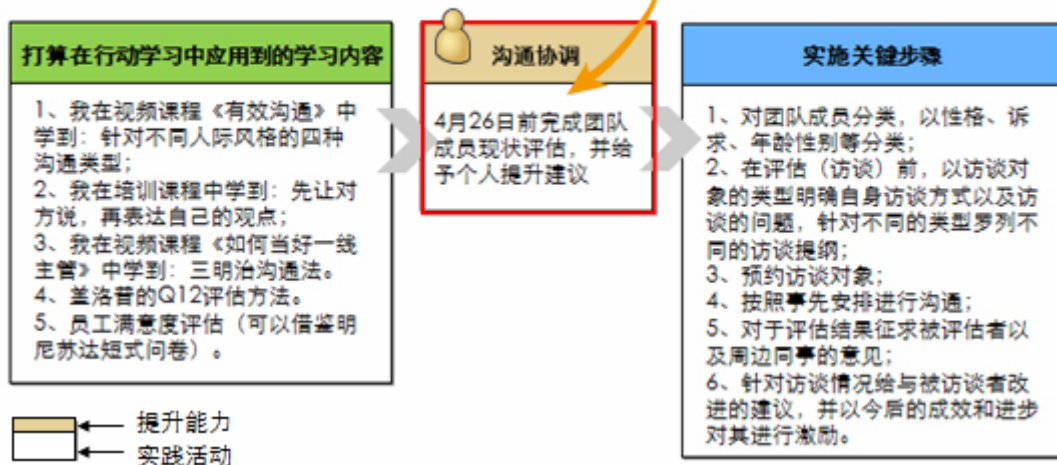 打算在行动学习中应用到的学习内容
1、我在视频课程《有效沟通》中
学到：针对不同人际风格的四种
沟通类型；
2、我在培训课程中学到：先让对
方说，再表达自己的观点；
3、我在视频课程《如何当好一线
主管》中学到：三明治沟通法。
4、盖洛普的Q12评估方法。
5、员工满意度评估（可以借鉴明
尼苏达短式问卷）。
沟通协调
4月26日前完成团队
成员现状评估，并给
予个人提升建议
实施关键步骤
1、对团队成员分类，以性格、诉
求、年龄性别等分类；
2、在评估（访谈）前，以访谈对
象的类型明确自身访谈方式以及访
谈的问题，针对不同的类型罗列不
同的访谈提纲；
3、预约访谈对象；
4、按照事先安排进行沟通；
5、对于评估结果征求被评估者以
及周边同事的意见；
6、针对访谈情况给与被访谈者改
进的建议，并以今后的成效和进步
对其进行激励。
提升能力
实践活动